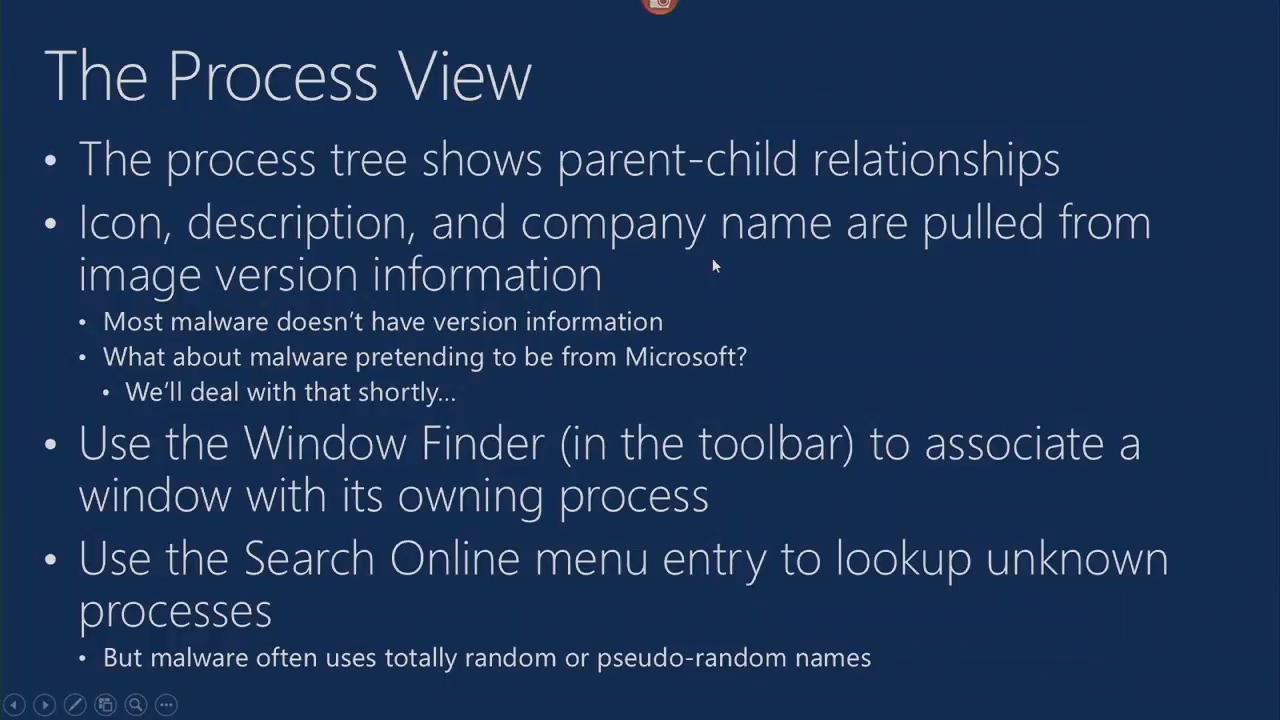 The Process View
• The process tree shows parent-child relationships
• Icon, description, and company name are pulled from
image version information
• Most malware doesn’t have version information
• What about malware pretending to be from Microsoft?
• We’ll deal with that shortly…
• Use the Window Finder (in the toolbar) to associate a
window with its owning process
• Use the Search Online menu entry to lookup unknown
processes
• But malware often uses totally random or pseudo-random names